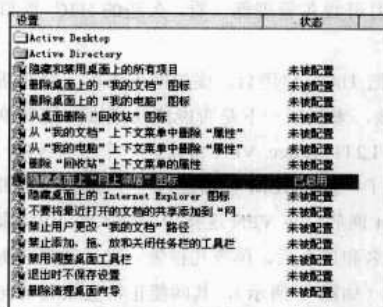 设置 状态
Active Desktop
Active Directory
隐藏和禁用桌面上的所有项目 未被配置
删除桌面上的“我的文档”图标 未被配置
删除桌面上的“我的电脑”图标 未被配置
从桌面删除“回收站”图标 未被配置
从“我的文档”上下文菜单中删除“属性” 未被配置
从“我的电脑”上下文菜单中删除“属性” 未被配置
删除“回收站”上下文菜单的属性 未被配置
隐藏桌面上“网上邻居”图标 已启用
隐藏桌面上的 Internet Explorer 图标 未被配置
不要将最近打开的文档的共享添加到“网 未被配置
禁止用户更改“我的文档”路径 未被配置
禁止添加、拖、放和关闭任务栏的工具栏 未被配置
禁用调整桌面工具栏 未被配置
退出时不保存设置 未被配置
删除清理桌面向导 未被配置